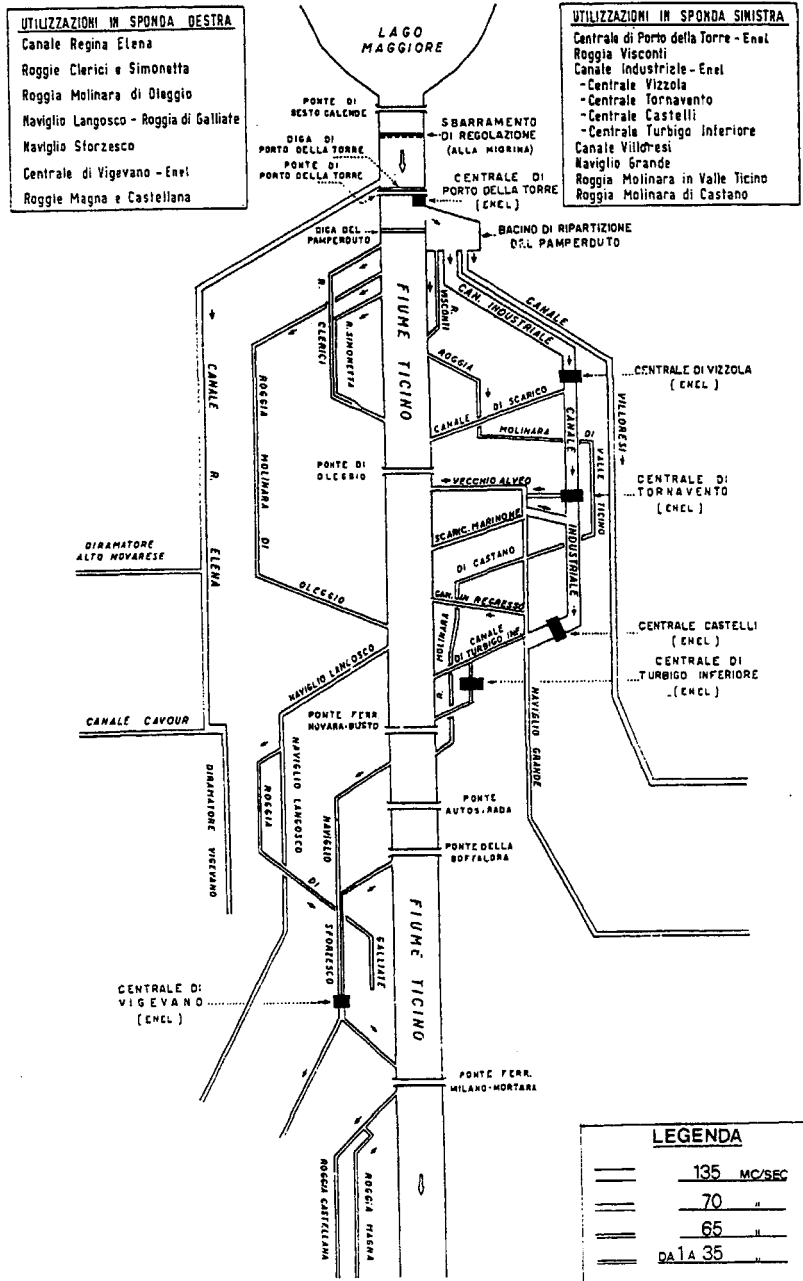 UTILIZZAZIONI IN SPONDA DESTRA
Canale Regina Elena
Roggie Clerici e Simonetta
Roggia Molinara di Oleggio
Naviglio Langosco - Roggia di Galliate
Naviglio Sforzesco
Centrale di Vigevano - Enel
Roggie Magna e Castellana
UTILIZZAZIONI IN SPONDA SINISTRA
Centrale di Porto della Torre - Enel
Roggia Visconti
Canale Industriale - Enel
- Centrale Vizzola
- Centrale Tornavento
- Centrale Castelli
- Centrale Turbigo Inferiore
Canale Villoresi
Naviglio Grande
Roggia Molinara in Valle Ticino
Roggia Molinara di Castano
LAGO
MAGGIORE
PONTE DI
SESTO CALENDE
SBARRAMENTO
DI REGOLAZIONE
(ALLA MIORINA)
DIGA DI
PORTO DELLA TORRE
PONTE DI
PORTO DELLA TORRE
CENTRALE DI
PORTO DELLA TORRE
(ENEL)
DIGA DEL
PAMPERDUTO
BACINO DI RIPARTIZIONE
DEL PAMPERDUTO
FIUME TICINO
R. CLERICI
R. SIMONETTA
R. VISCONTI
CAN. INDUSTRIALE
CANALE VILLORESI
ROGGIA MOLINARA DI VALLE TICINO
CENTRALE DI VIZZOLA
(ENEL)
CANALE DI SCARICO
CANALE INDUSTRIALE
CANALE R. ELENA
ROGGIA MOLINARA DI OLEGGIO
PONTE DI
OLEGGIO
VECCHIO ALVEO
CENTRALE DI
TORNAVENTO
(ENEL)
SCARIC. MARINONE
DIRAMATORE
ALTO NOVARESE
R. MOLINARA DI CASTANO
CAN. IN REGRESSO
CANALE
DI TURBIGO INF.
CENTRALE CASTELLI
(ENEL)
CENTRALE DI
TURBIGO INFERIORE
(ENEL)
NAVIGLIO LANGOSCO
NAVIGLIO GRANDE
CANALE CAVOUR
PONTE FERR.
NOVARA-BUSTO
DIRAMATORE VIGEVANO
ROGGIA DI GALLIATE
NAVIGLIO LANGOSCO
NAVIGLIO SFORZESCO
PONTE
AUTOS.RADA
PONTE DELLA
BOFFALORA
FIUME TICINO
CENTRALE DI
VIGEVANO
(ENEL)
PONTE FERR.
MILANO-MORTARA
ROGGIA CASTELLANA
ROGGIA MAGNA
LEGENDA
135 MC/SEC
70 "
65 "
DA 1 A 35 "